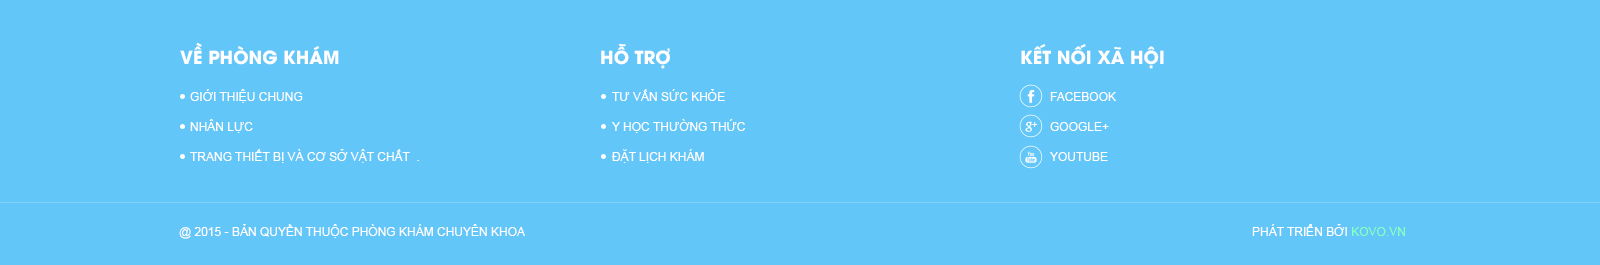 VỀ PHÒNG KHÁM
• GIỚI THIỆU CHUNG
• NHÂN LỰC
• TRANG THIẾT BỊ VÀ CƠ SỞ VẬT CHẤT .
HỖ TRỢ
• TƯ VẤN SỨC KHỎE
• Y HỌC THƯỜNG THỨC
• ĐẶT LỊCH KHÁM
KẾT NỐI XÃ HỘI
FACEBOOK
GOOGLE+
YOUTUBE
@ 2015 - BẢN QUYỀN THUỘC PHÒNG KHÁM CHUYÊN KHOA
PHÁT TRIỂN BỞI KOVO.VN